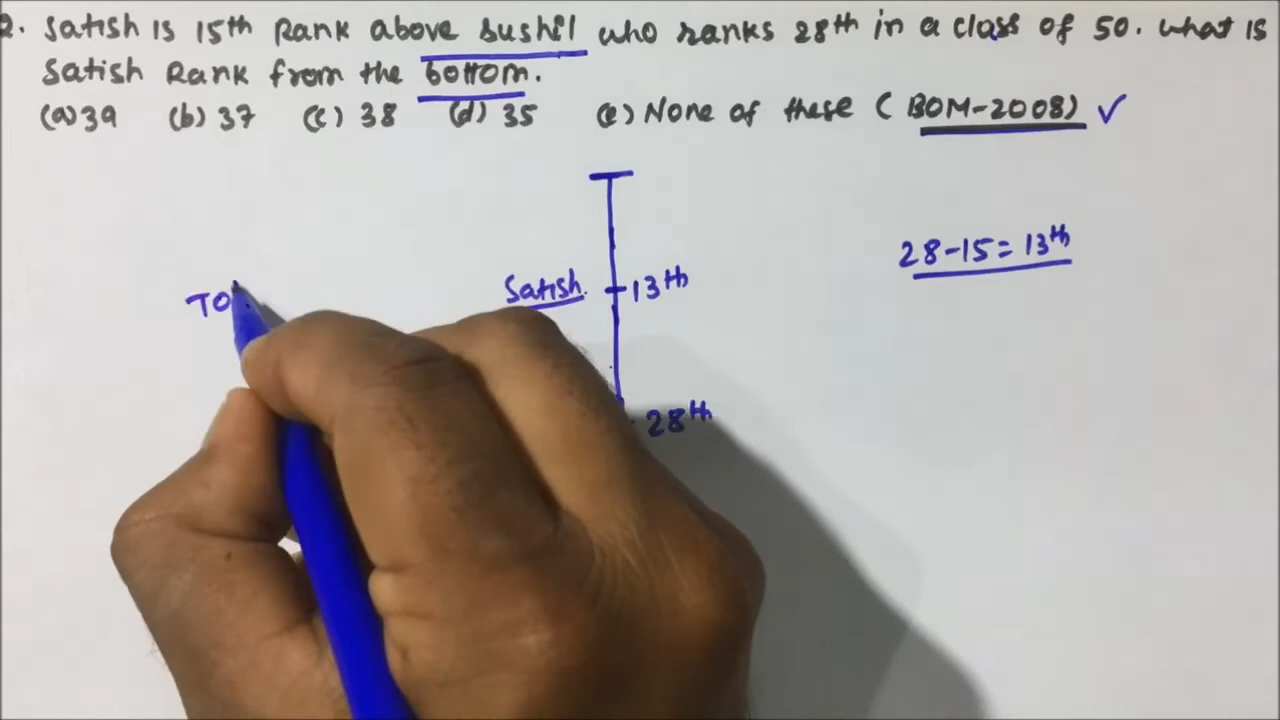 2. Satish is 15th Rank above Sushil who ranks 28th in a class of 50. what is
Satish Rank from the bottom.
(a) 39 (b) 37 (c) 38 (d) 35 (e) None of these (BOM-2008) ✓
28-15=13th
Satish 13th
TO
28th